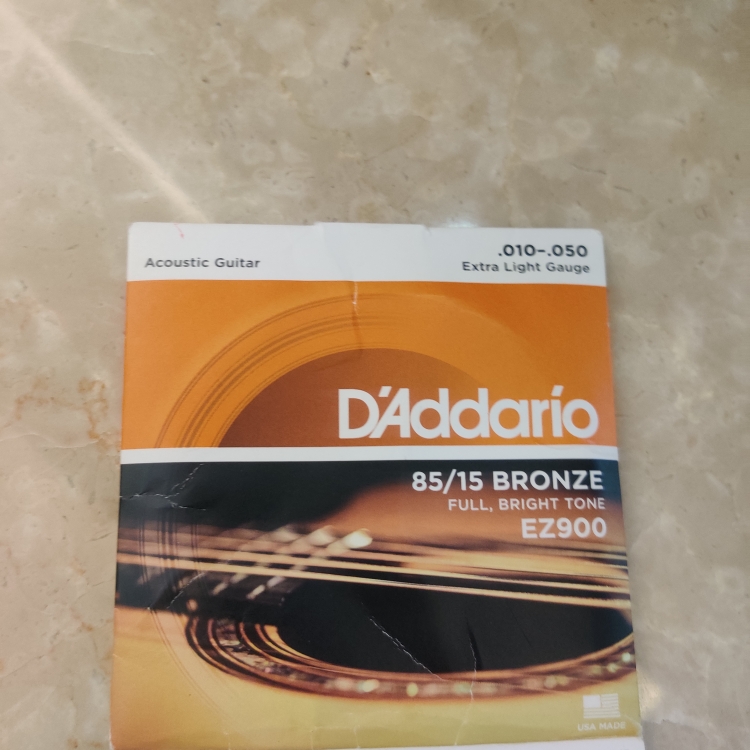 Acoustic Guitar
.010–.050
Extra Light Gauge
D'Addario
85/15 BRONZE
FULL, BRIGHT TONE
EZ900
USA MADE